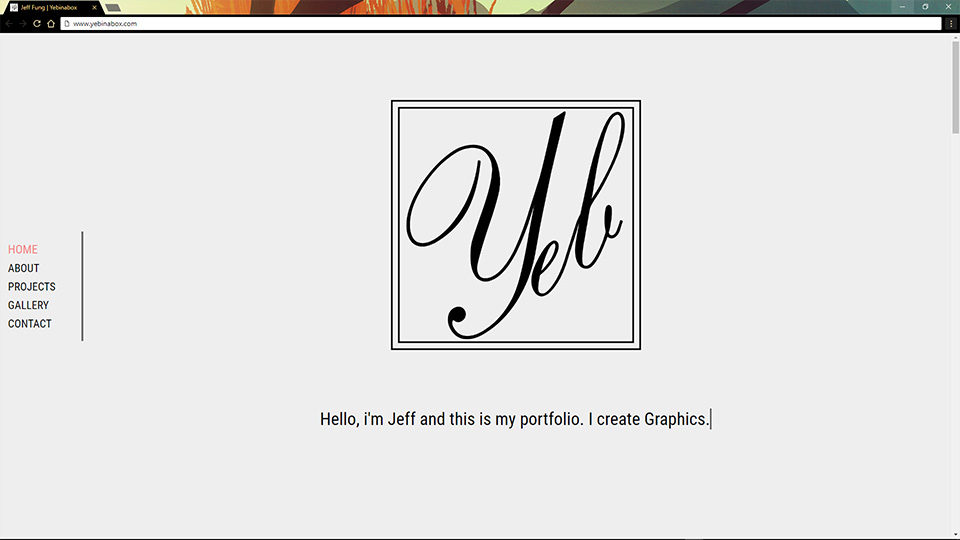 Jeff Fung | Yebinabox
www.yebinabox.com
Yeb
HOME
ABOUT
PROJECTS
GALLERY
CONTACT
Hello, i'm Jeff and this is my portfolio. I create Graphics.